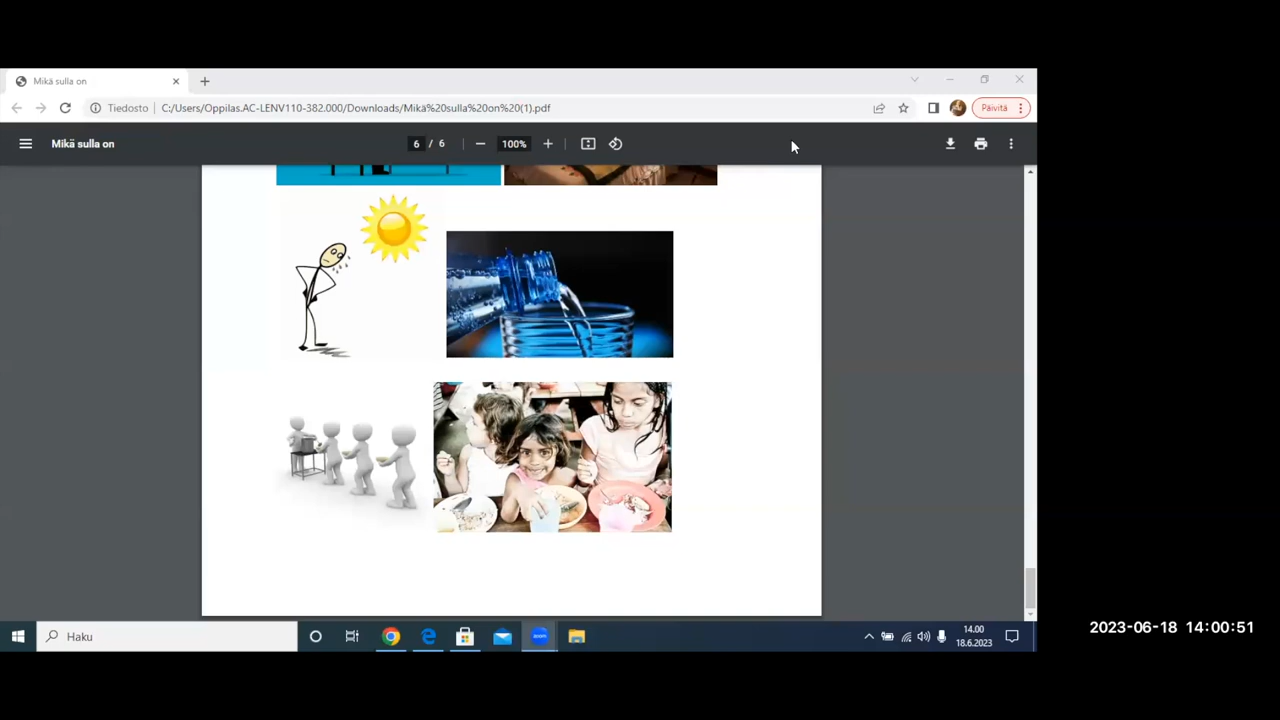 Mikä sulla on
Tiedosto C:/Users/Oppilas.AC-LENV110-382.000/Downloads/Mikä%20sulla%20on%20(1).pdf
Päivitä
Mikä sulla on
6 / 6
100%
Haku
zoom
14.00
18.6.2023
2023-06-18 14:00:51